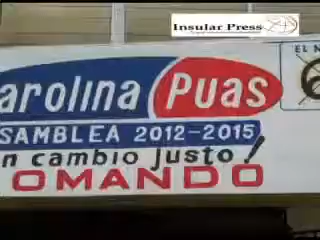 Insular Press
arolina Puas
EL N
SAMBLEA 2012-2015
n cambio justo!
OMANDO